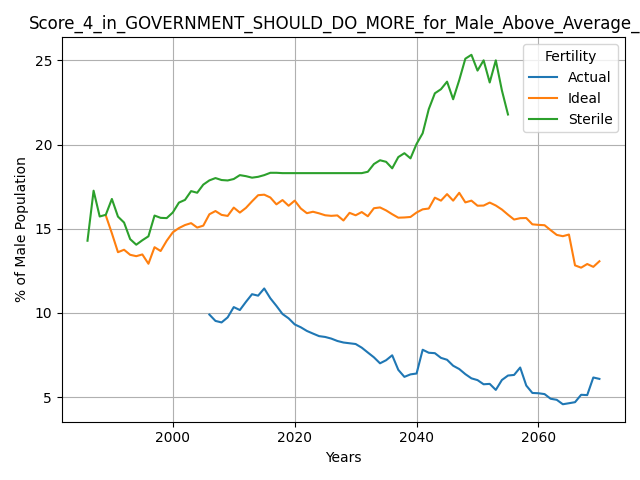 Score_4_in_GOVERNMENT_SHOULD_DO_MORE_for_Male_Above_Average_
25
20
15
10
5
% of Male Population
Fertility
Actual
Ideal
Sterile
2000
2020
2040
2060
Years